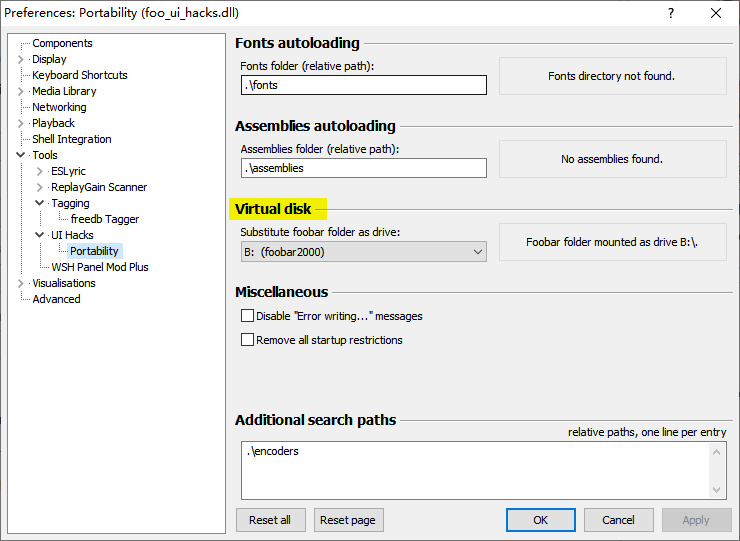 Preferences: Portability (foo_ui_hacks.dll)
Components
Display
Keyboard Shortcuts
Media Library
Networking
Playback
Shell Integration
Tools
ESLyric
ReplayGain Scanner
Tagging
freedb Tagger
UI Hacks
Portability
WSH Panel Mod Plus
Visualisations
Advanced
Fonts autoloading
Fonts folder (relative path):
.\fonts
Fonts directory not found.
Assemblies autoloading
Assemblies folder (relative path):
.\assemblies
No assemblies found.
Virtual disk
Substitute foobar folder as drive:
B: (foobar2000)
Foobar folder mounted as drive B:\.
Miscellaneous
Disable "Error writing..." messages
Remove all startup restrictions
Additional search paths
relative paths, one line per entry
.\encoders
Reset all
Reset page
OK
Cancel
Apply